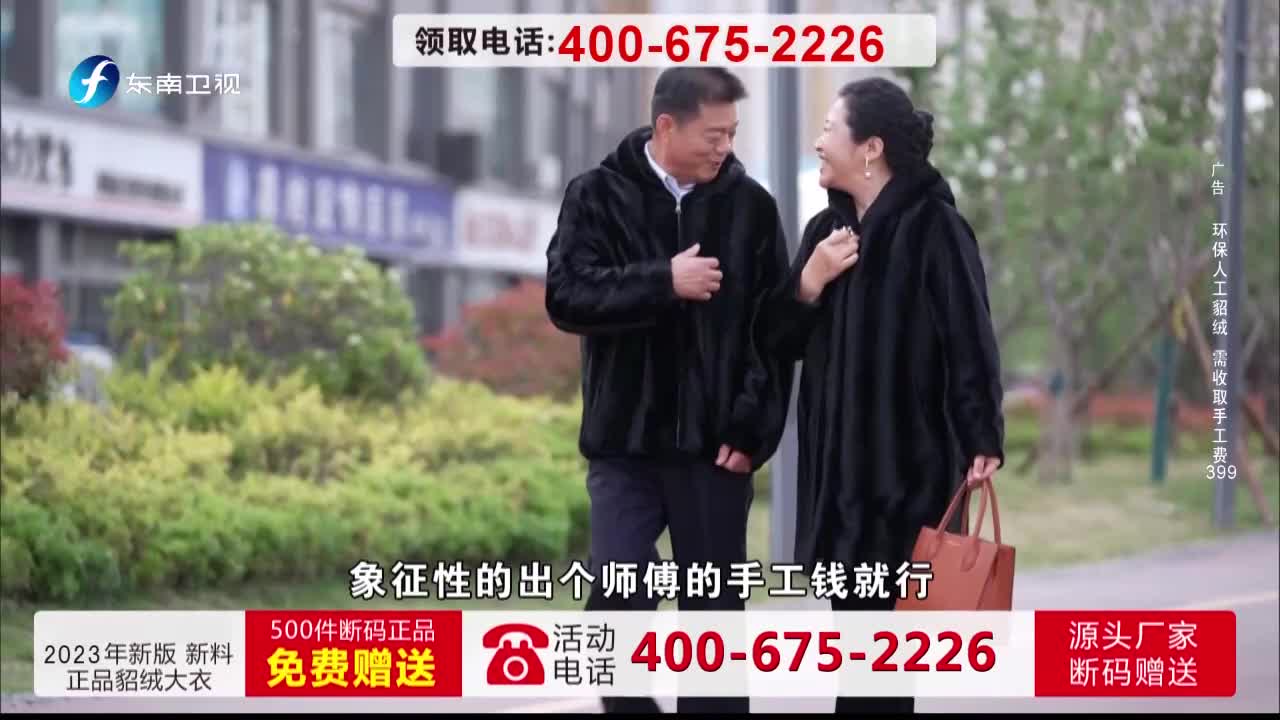 领取电话:400-675-2226
东南卫视
广告 环保人工貂绒 需收取手工费399
象征性的出个师傅的手工钱就行
2023年新版 新料
正品貂绒大衣
500件断码正品
免费赠送
活动
电话
400-675-2226
源头厂家
断码赠送